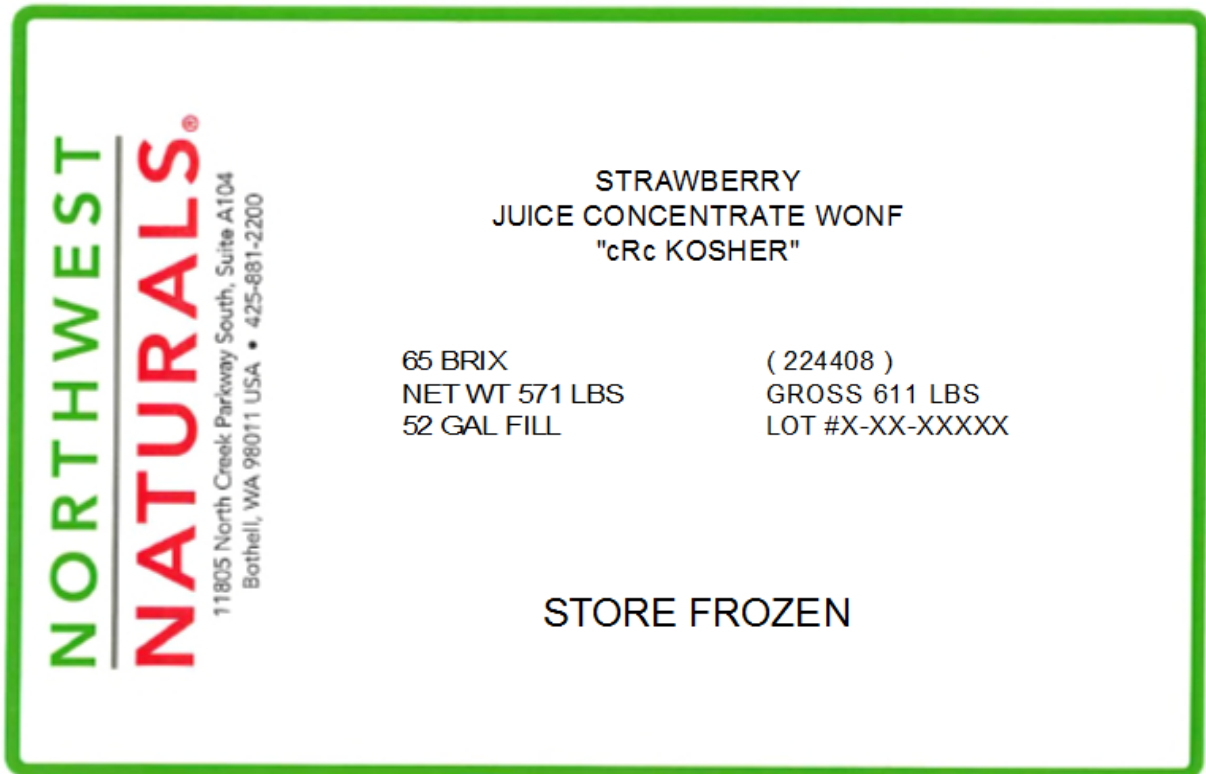 NORTHWEST
NATURALS®
11805 North Creek Parkway South, Suite A104
Bothell, WA 98011 USA • 425-881-2200
STRAWBERRY
JUICE CONCENTRATE WONF
"cRc KOSHER"
65 BRIX ( 224408 )
NET WT 571 LBS GROSS 611 LBS
52 GAL FILL LOT #X-XX-XXXXX
STORE FROZEN